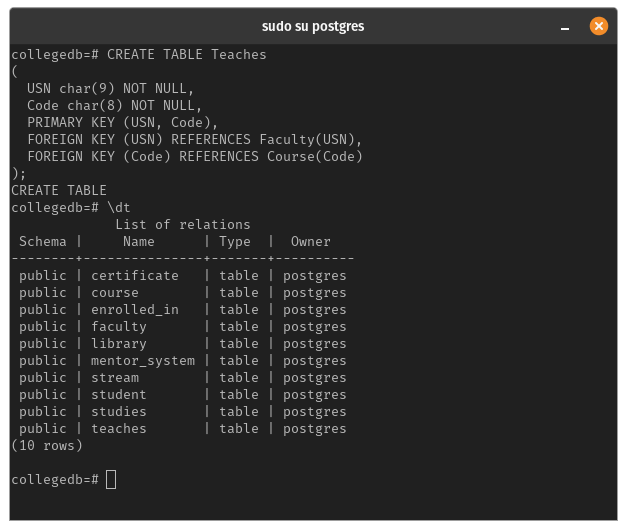 sudo su postgres
collegedb=# CREATE TABLE Teaches
(
  USN char(9) NOT NULL,
  Code char(8) NOT NULL,
  PRIMARY KEY (USN, Code),
  FOREIGN KEY (USN) REFERENCES Faculty(USN),
  FOREIGN KEY (Code) REFERENCES Course(Code)
);
CREATE TABLE
collegedb=# \dt
             List of relations
 Schema |     Name      | Type  |  Owner
--------+---------------+-------+----------
 public | certificate   | table | postgres
 public | course        | table | postgres
 public | enrolled_in   | table | postgres
 public | faculty       | table | postgres
 public | library       | table | postgres
 public | mentor_system | table | postgres
 public | stream        | table | postgres
 public | student       | table | postgres
 public | studies       | table | postgres
 public | teaches       | table | postgres
(10 rows)
collegedb=#